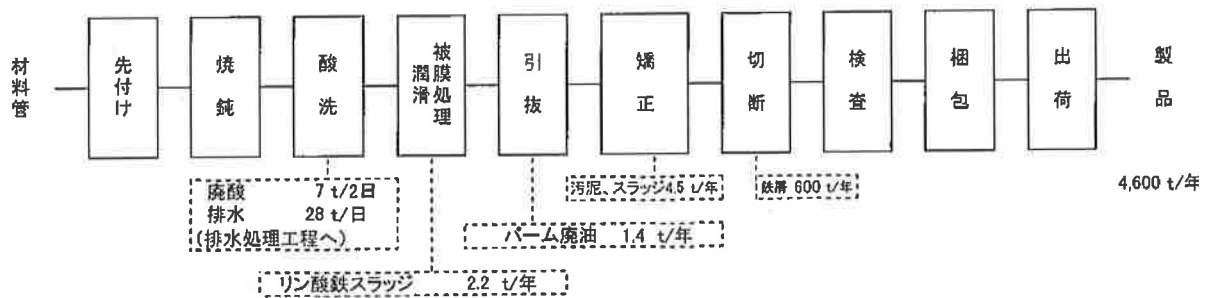 材料管
先付け
焼鈍
酸洗
被膜処理
潤滑
引抜
矯正
切断
検査
梱包
出荷
製品
廃酸 7 t/2日
排水 28 t/日
(排水処理工程へ)
リン酸鉄スラッジ 2.2 t/年
パーム廃油 1.4 t/年
汚泥、スラッジ4.5 t/年
鉄屑 600 t/年
4,600 t/年